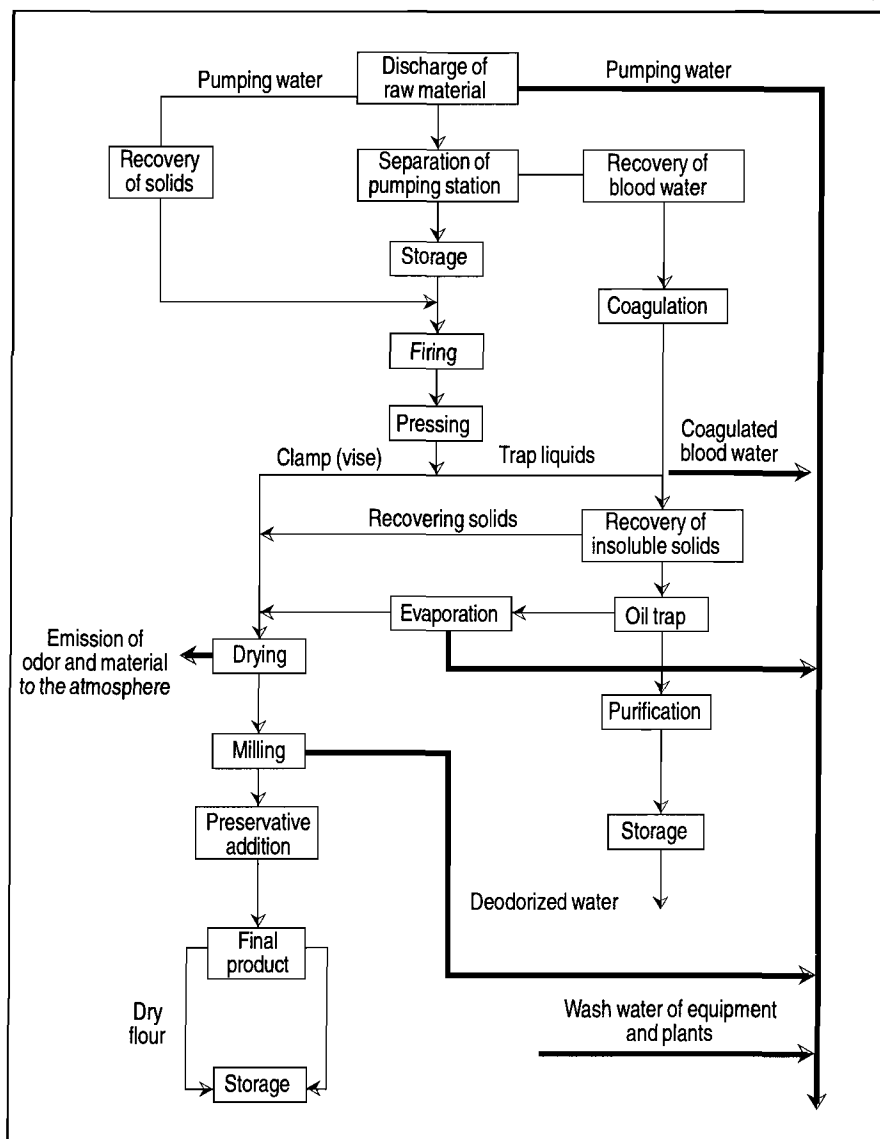 Pumping water
Discharge of
raw material
Pumping water
Recovery
of solids
Separation of
pumping station
Recovery of
blood water
Storage
Coagulation
Firing
Pressing
Coagulated
blood water
Clamp (vise)
Trap liquids
Recovering solids
Recovery of
insoluble solids
Evaporation
Oil trap
Emission of
odor and material
to the atmosphere
Drying
Purification
Milling
Preservative
addition
Storage
Deodorized water
Final
product
Dry
flour
Wash water of equipment
and plants
Storage